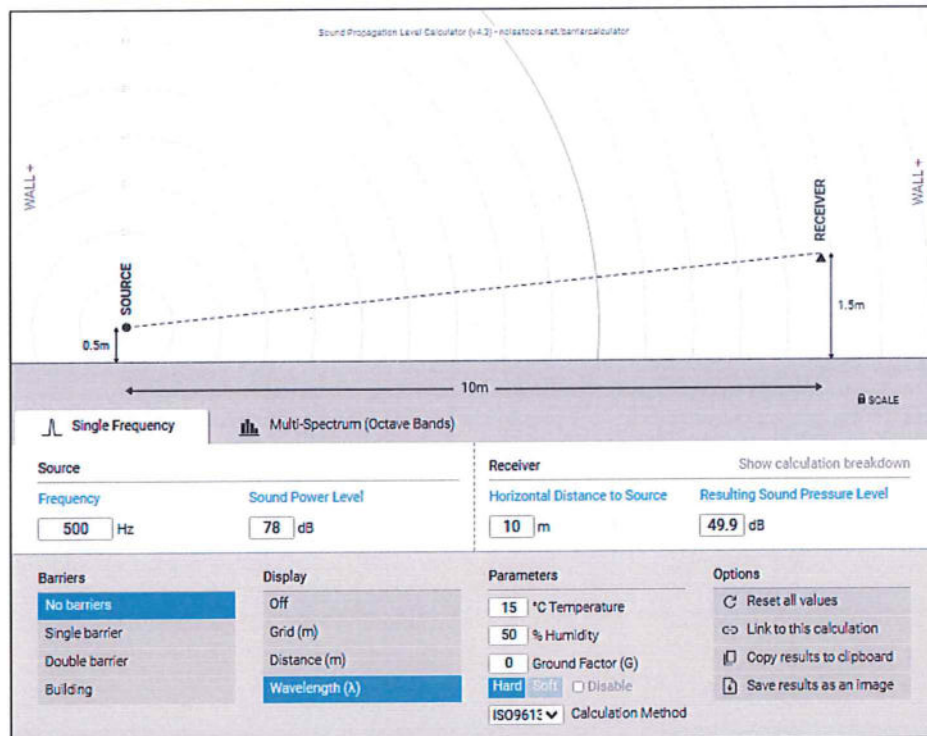 Sound Propagation Level Calculator (v4.2) - noisetools.net/barriercalculator
WALL +
WALL +
SOURCE
RECEIVER
0.5m
1.5m
10m
SCALE
Single Frequency
Multi-Spectrum (Octave Bands)
Source
Receiver
Show calculation breakdown
Frequency
Sound Power Level
Horizontal Distance to Source
Resulting Sound Pressure Level
500 Hz
78 dB
10 m
49.9 dB
Barriers
Display
Parameters
Options
No barriers
Off
15 °C Temperature
Reset all values
Single barrier
Grid (m)
50 % Humidity
Link to this calculation
Double barrier
Distance (m)
0 Ground Factor (G)
Copy results to clipboard
Building
Wavelength (λ)
Hard Soft Disable
Save results as an image
ISO9613 Calculation Method